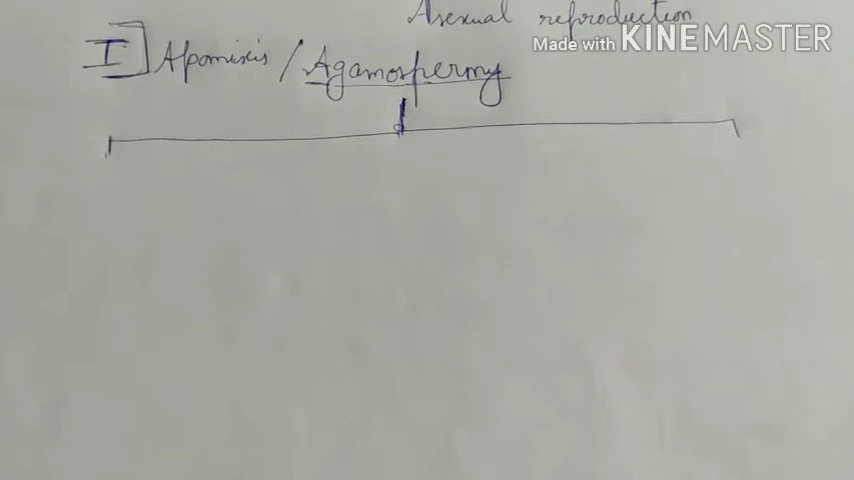 Asexual reproduction
Made with KINEMASTER
I] Apomixis / Agamospermy